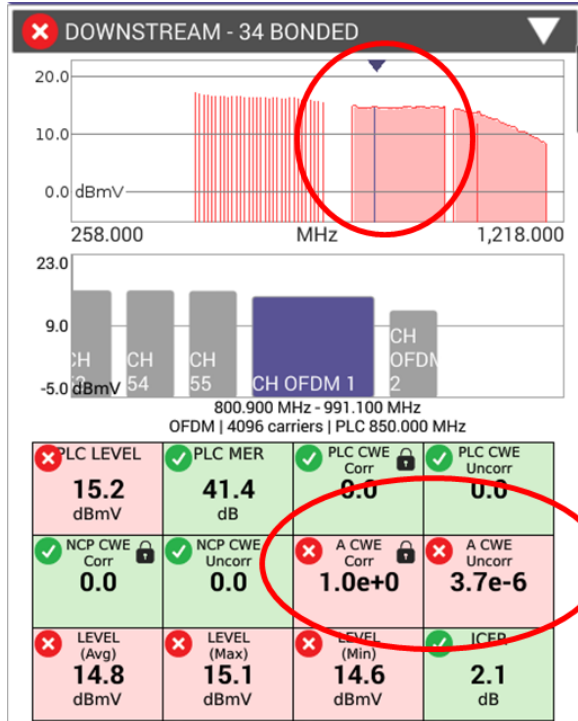 DOWNSTREAM - 34 BONDED
20.0
10.0
0.0 dBmV
258.000 MHz 1,218.000
23.0
9.0
-5.0 dBmV
CH
CH 54
CH 55
CH OFDM 1
CH OFDM 2
800.900 MHz - 991.100 MHz
OFDM | 4096 carriers | PLC 850.000 MHz
PLC LEVEL
15.2
dBmV
PLC MER
41.4
dB
PLC CWE
Corr
0.0
PLC CWE
Uncorr
0.0
NCP CWE
Corr
0.0
NCP CWE
Uncorr
0.0
A CWE
Corr
1.0e+0
A CWE
Uncorr
3.7e-6
LEVEL
(Avg)
14.8
dBmV
LEVEL
(Max)
15.1
dBmV
LEVEL
(Min)
14.6
dBmV
ICFR
2.1
dB